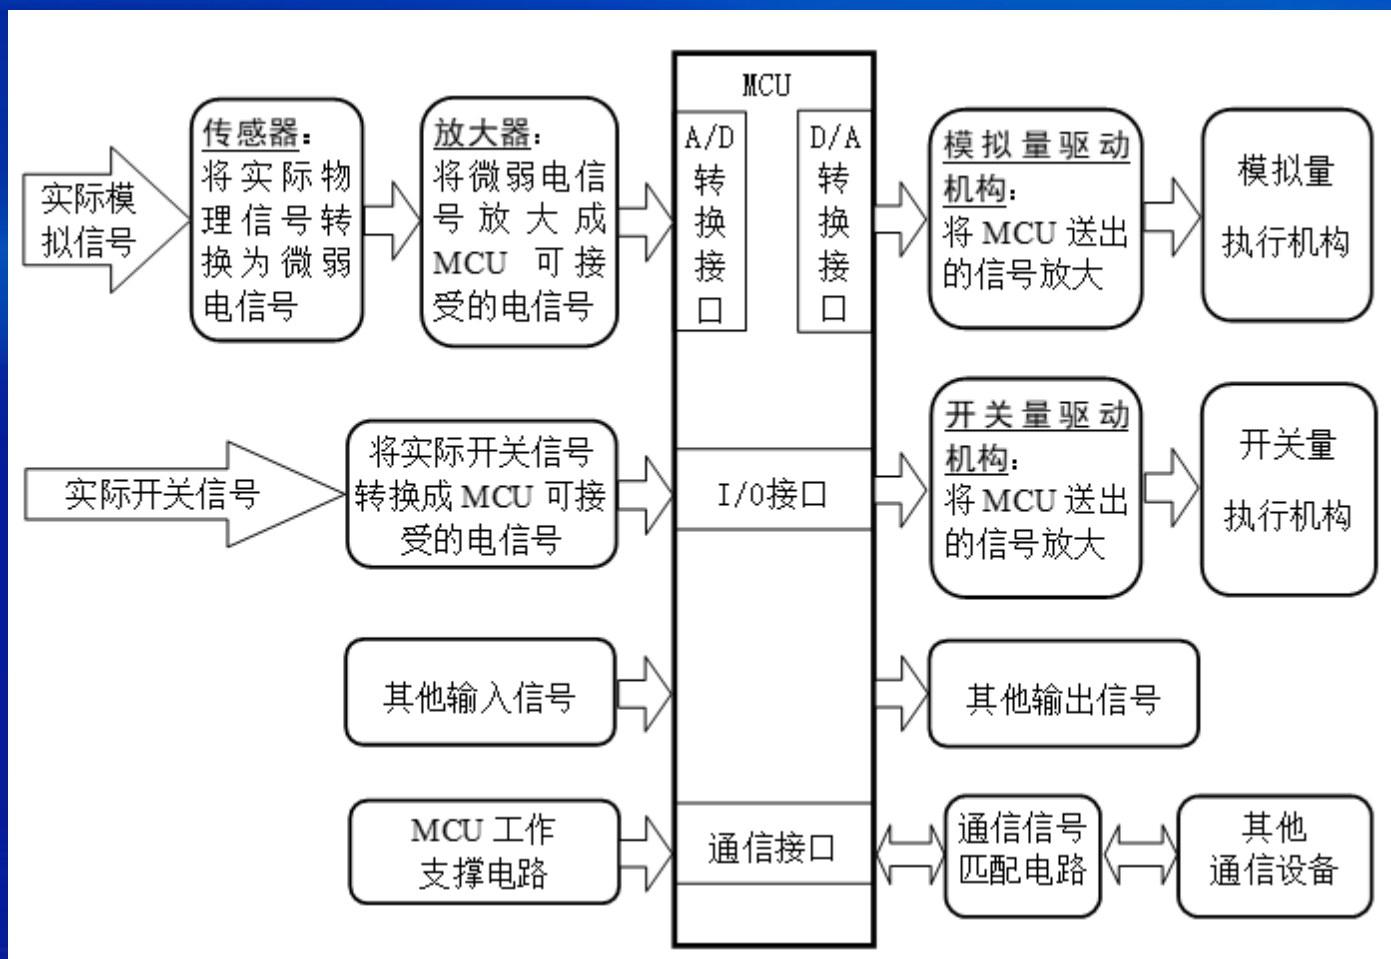 MCU
实际模
拟信号
传感器：
将实际物
理信号转
换为微弱
电信号
放大器：
将微弱电信
号放大成
MCU 可接
受的电信号
A/D
转
换
接
口
D/A
转
换
接
口
模拟量驱动
机构：
将 MCU 送出
的信号放大
模拟量
执行机构
实际开关信号
将实际开关信号
转换成 MCU 可接
受的电信号
I/O接口
开关量驱动
机构：
将 MCU 送出
的信号放大
开关量
执行机构
其他输入信号
其他输出信号
MCU 工作
支撑电路
通信接口
通信信号
匹配电路
其他
通信设备